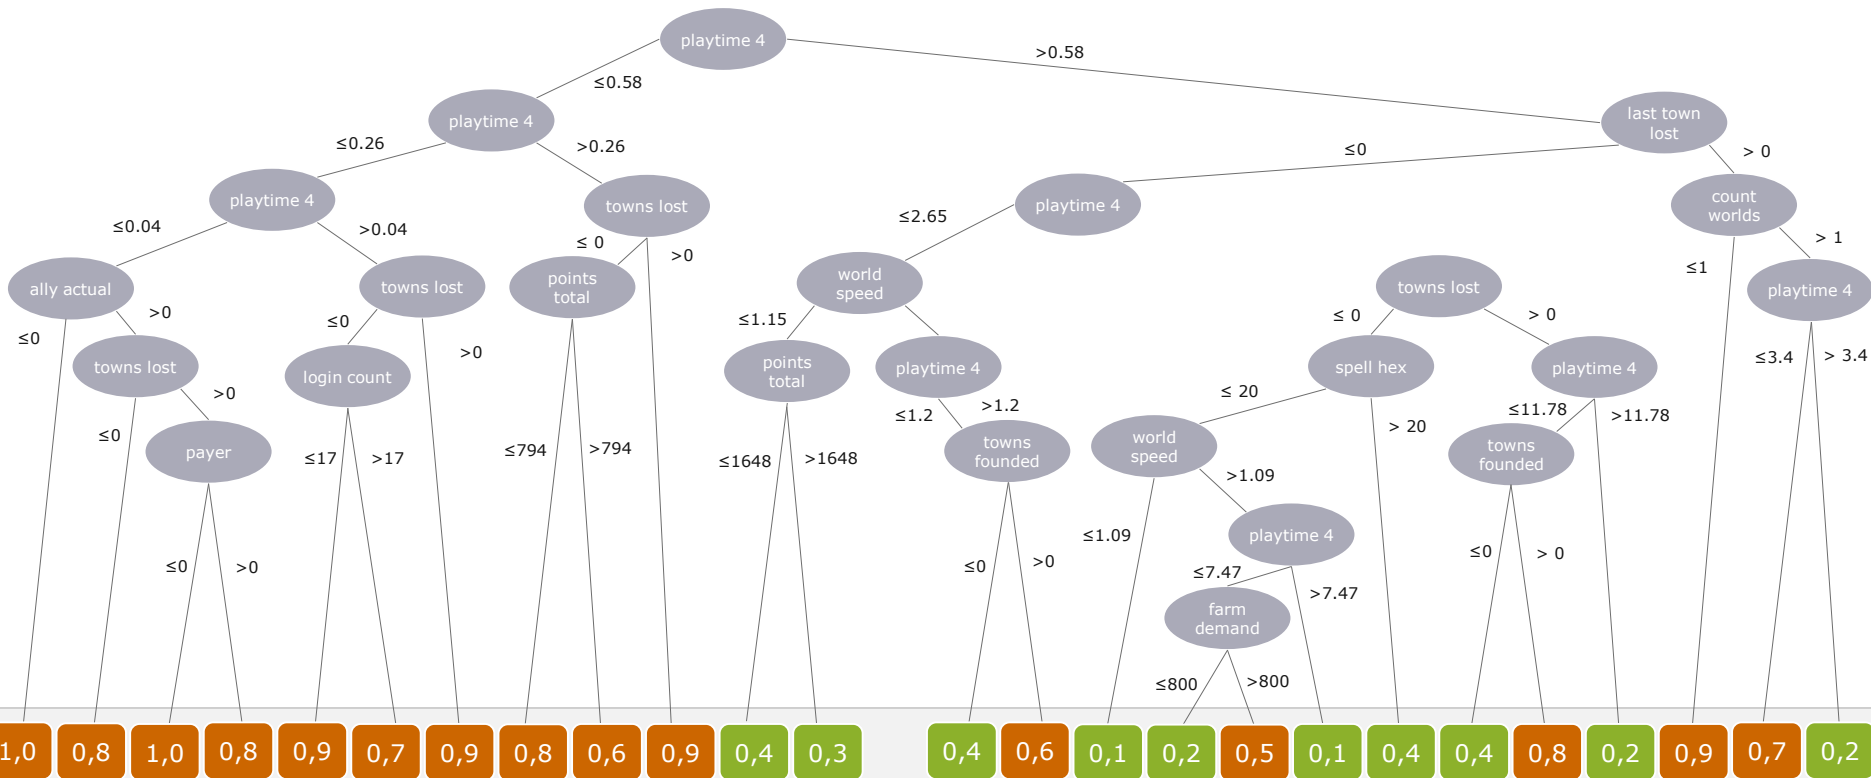 playtime 4
>0.58
≤0.58
playtime 4
last town
lost
≤0.26
>0.26
≤0
> 0
playtime 4
towns lost
playtime 4
count
worlds
≤0.04
>0.04
≤ 0
>0
≤2.65
> 1
≤1
ally actual
towns lost
points
total
world
speed
towns lost
playtime 4
≤0
>0
≤0
>0
≤1.15
≤ 0
> 0
≤3.4
> 3.4
towns lost
login count
points
total
playtime 4
spell hex
playtime 4
>0
≤0
≤1.2
>1.2
≤ 20
> 20
≤11.78
>11.78
payer
≤17
>17
≤794
>794
≤1648
>1648
towns
founded
world
speed
towns
founded
>1.09
≤1.09
playtime 4
≤0
>0
≤0
>0
≤0
> 0
≤7.47
>7.47
farm
demand
≤800
>800
1,0
0,8
1,0
0,8
0,9
0,7
0,9
0,8
0,6
0,9
0,4
0,3
0,4
0,6
0,1
0,2
0,5
0,1
0,4
0,4
0,8
0,2
0,9
0,7
0,2